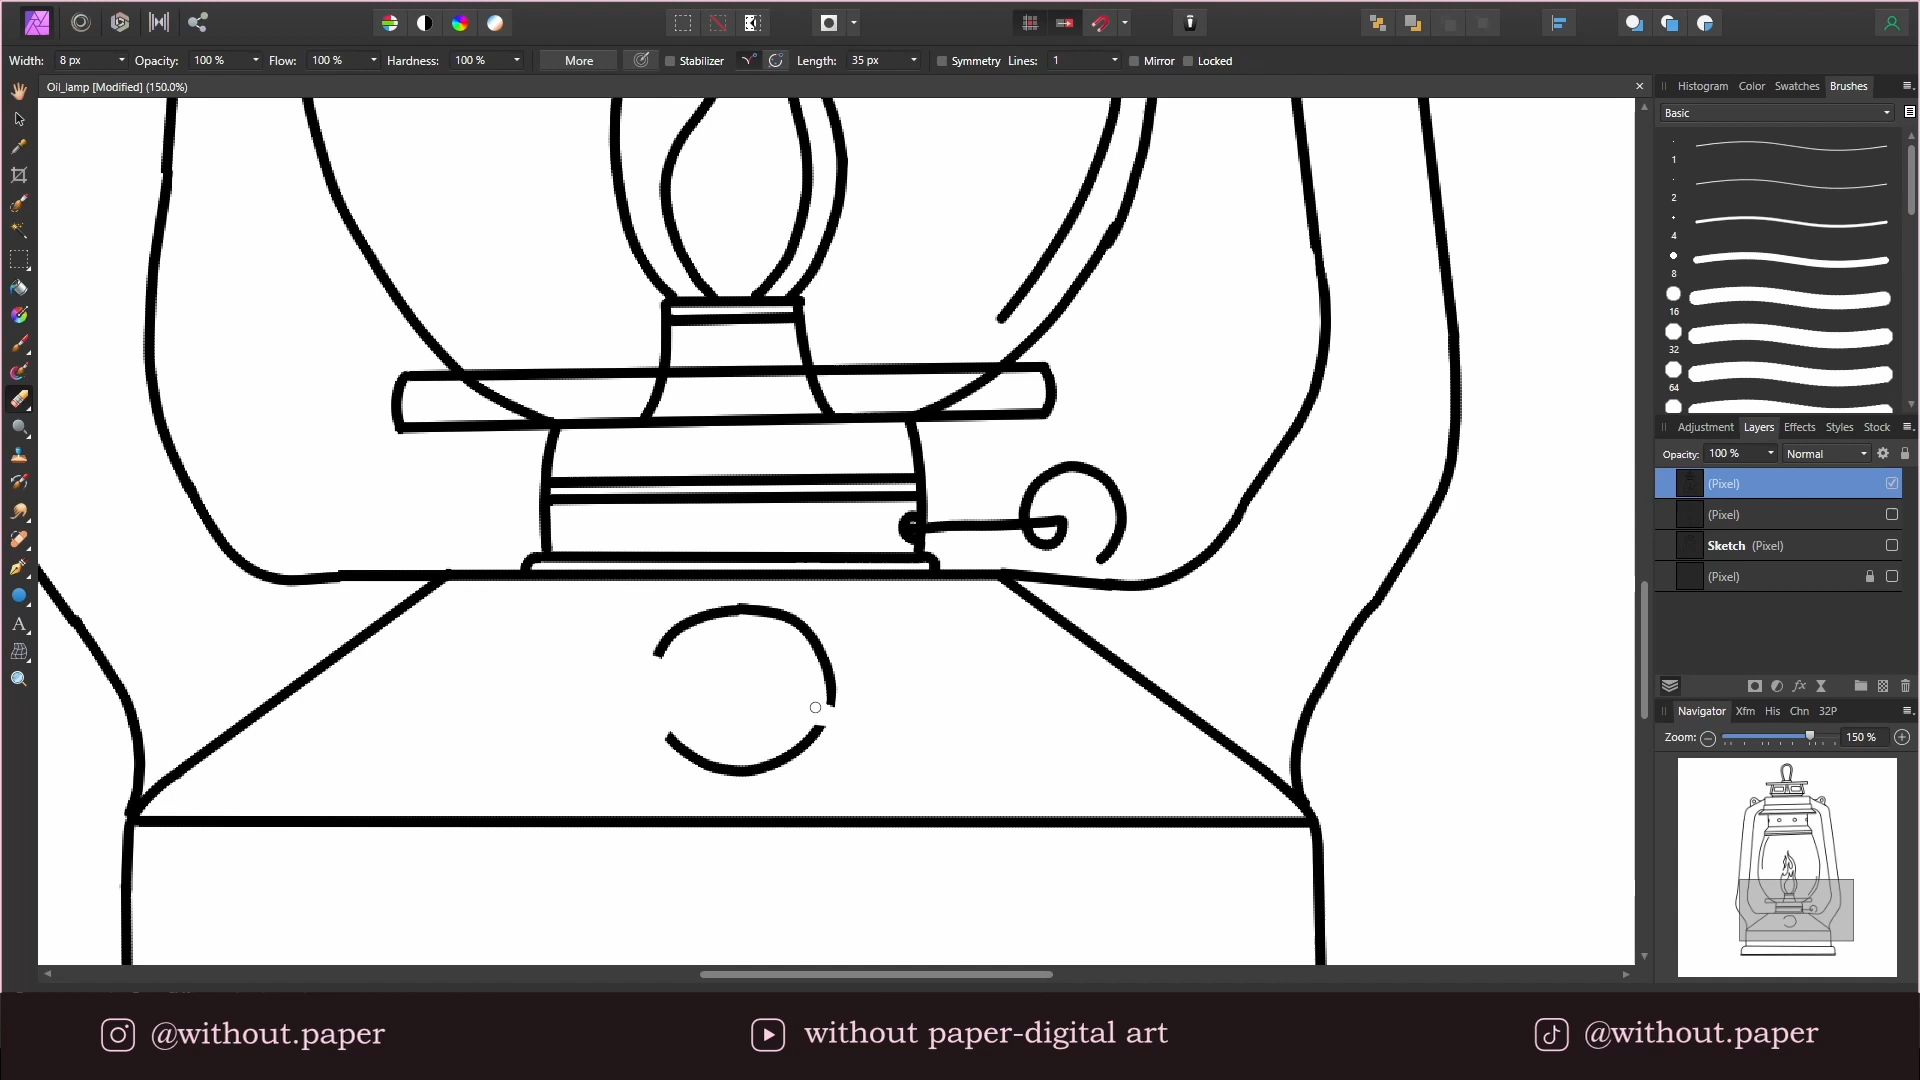 Width: 8 px Opacity: 100 % Flow: 100 % Hardness: 100 % More Stabilizer Length: 35 px Symmetry Lines: 1 Mirror Locked
Oil_lamp [Modified] (150.0%)
Histogram Color Swatches Brushes
Basic
1
2
4
8
16
32
64
Adjustment Layers Effects Styles Stock
Opacity: 100 % Normal
(Pixel)
(Pixel)
Sketch (Pixel)
(Pixel)
Navigator Xfm His Chn 32P
Zoom: 150 %
@without.paper without paper-digital art @without.paper